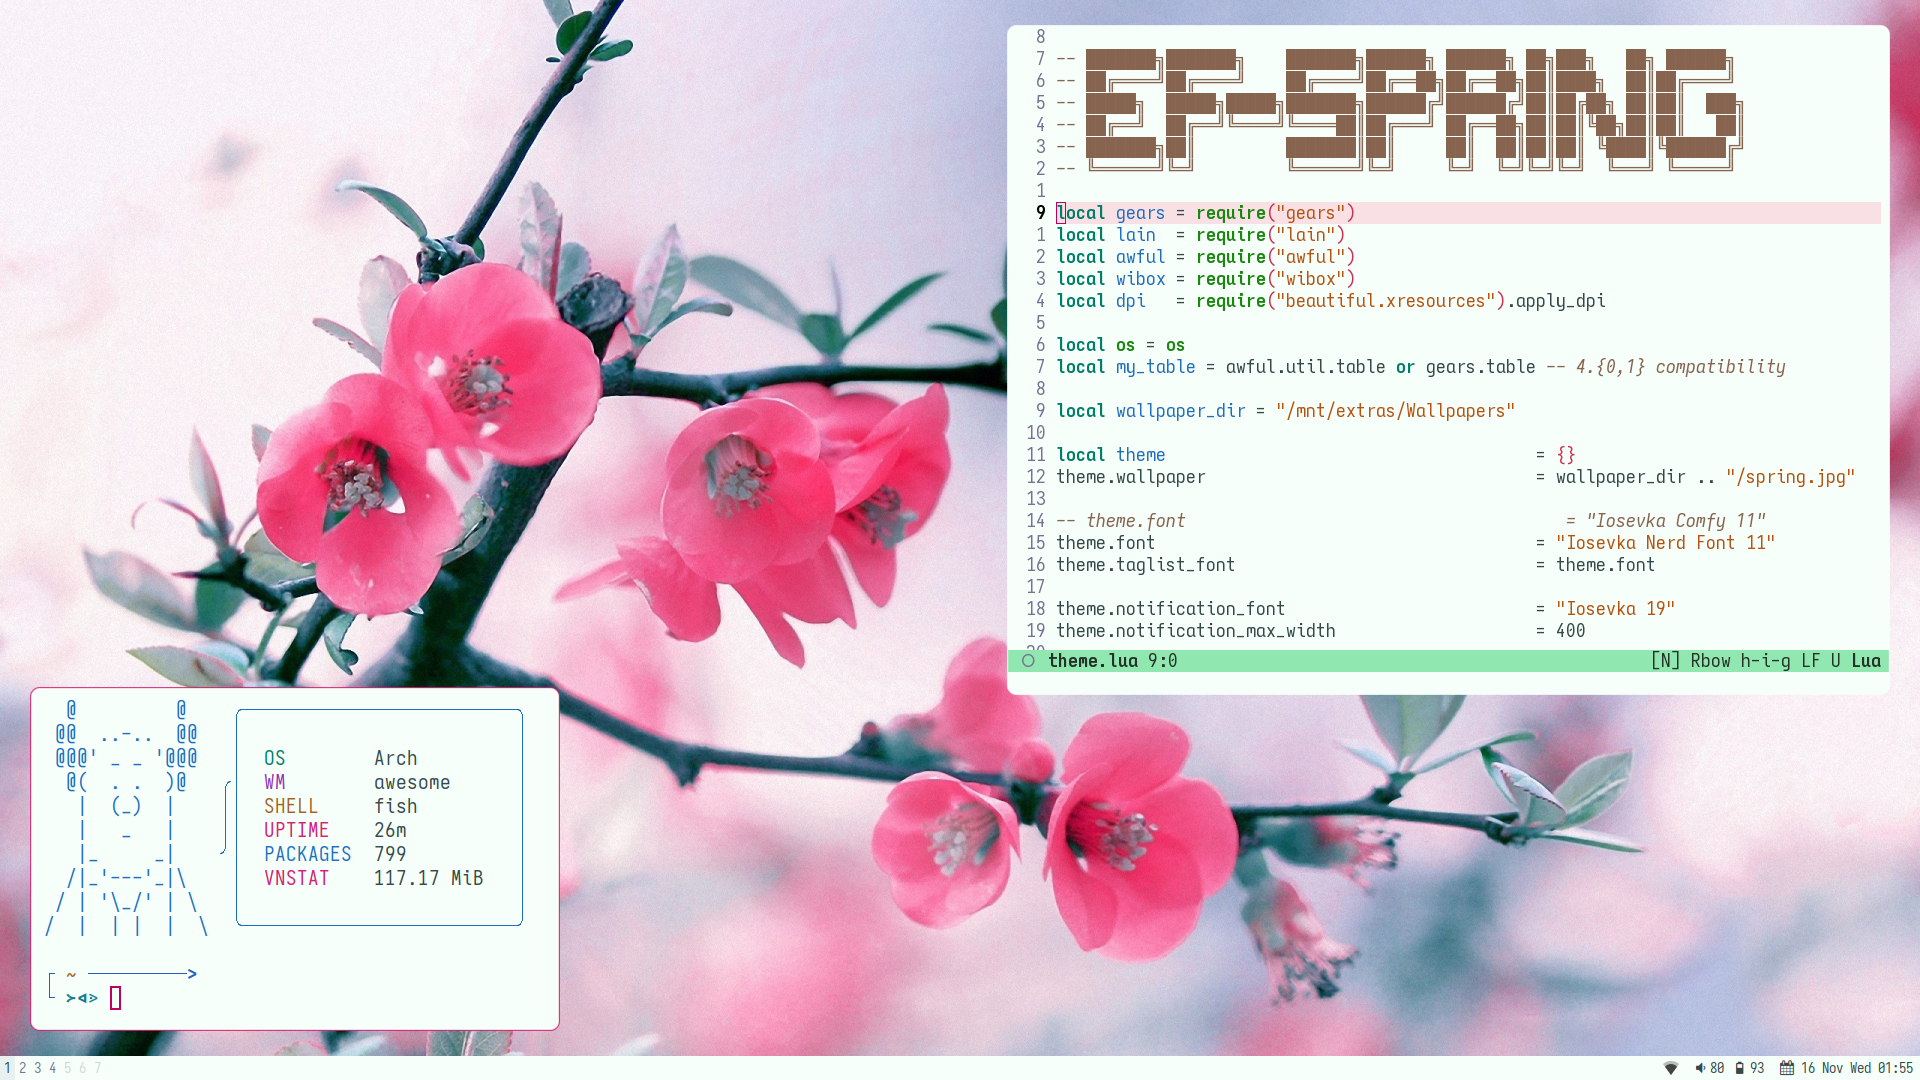 8
7 --
6 --
5 --
4 --
3 --
2 --
EF-SPRING
1
9 local gears = require("gears")
1 local lain  = require("lain")
2 local awful = require("awful")
3 local wibox = require("wibox")
4 local dpi   = require("beautiful.xresources").apply_dpi
5
6 local os = os
7 local my_table = awful.util.table or gears.table -- 4.{0,1} compatibility
8
9 local wallpaper_dir = "/mnt/extras/Wallpapers"
10
11 local theme = {}
12 theme.wallpaper = wallpaper_dir .. "/spring.jpg"
13
14 -- theme.font = "Iosevka Comfy 11"
15 theme.font = "Iosevka Nerd Font 11"
16 theme.taglist_font = theme.font
17
18 theme.notification_font = "Iosevka 19"
19 theme.notification_max_width = 400
theme.lua 9:0 [N] Rbow h-i-g LF U Lua
   @         @
  @@  ..-..  @@
  @@@' _ _ '@@@
   @(  . .  )@
    |  (_)  |
    |   _   |
    |_     _|
   /|_'---'_|\
  / | '\_/' | \
 /  |  | |  |  \
OS Arch
WM awesome
SHELL fish
UPTIME 26m
PACKAGES 799
VNSTAT 117.17 MiB
~ >
1 2 3 4 5 6 7
80 93 16 Nov Wed 01:55